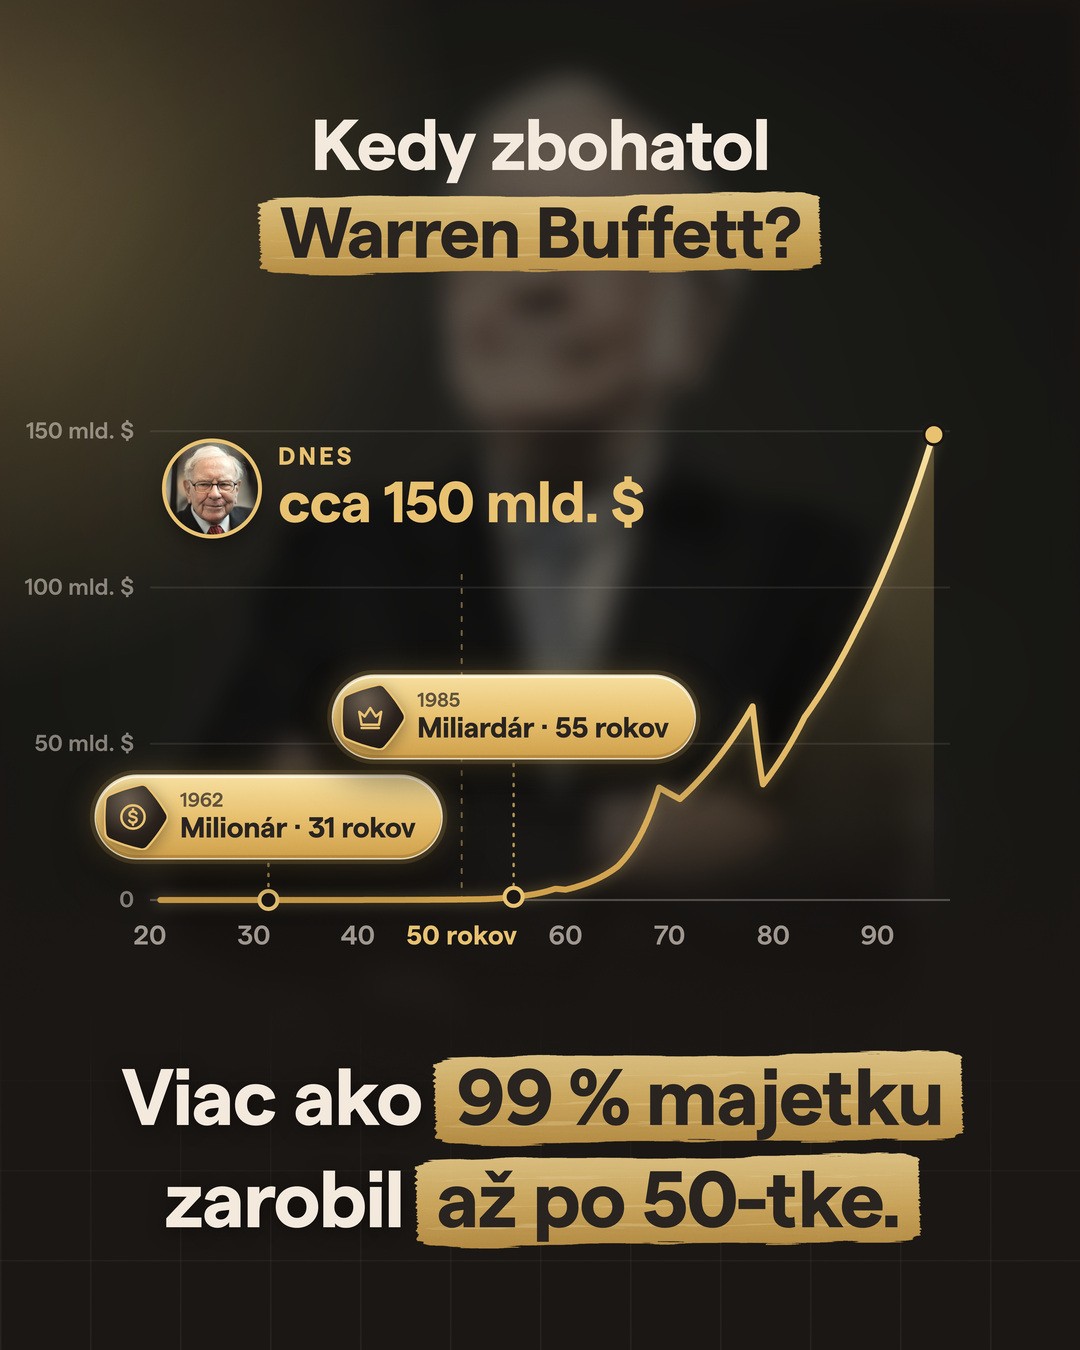 Kedy zbohatol
Warren Buffett?
150 mld. $
DNES
cca 150 mld. $
100 mld. $
1985
Miliardár · 55 rokov
50 mld. $
1962
Milionár · 31 rokov
0
20 30 40 50 rokov 60 70 80 90
Viac ako 99 % majetku
zarobil až po 50-tke.